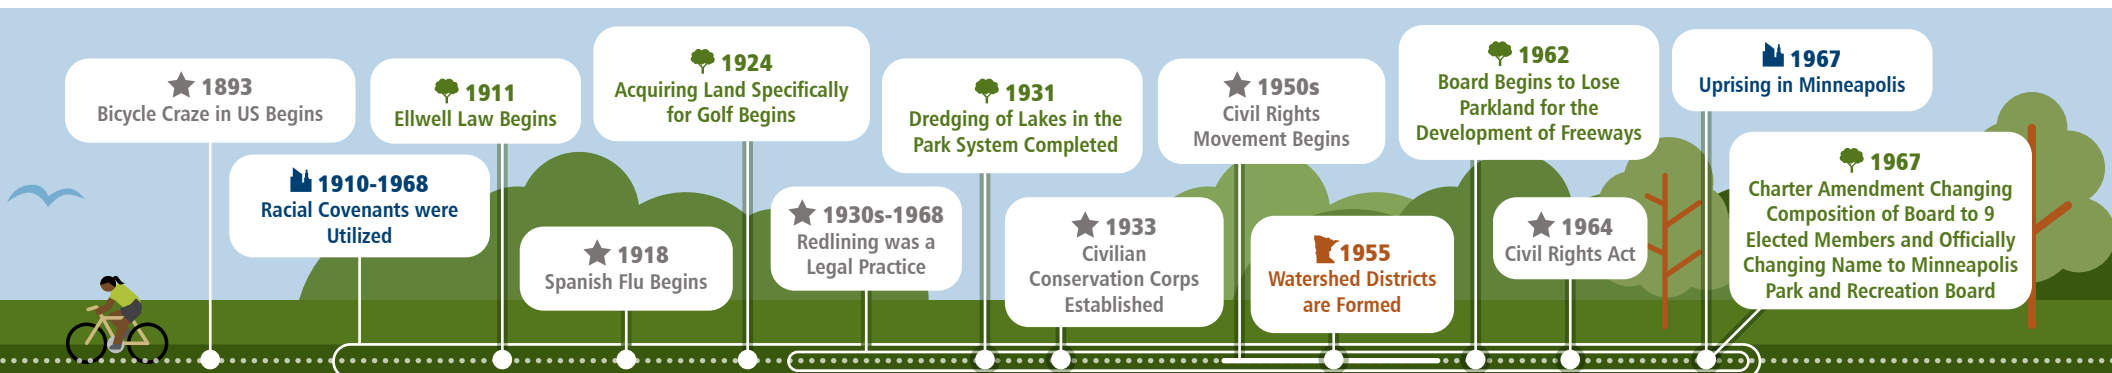 1893
Bicycle Craze in US Begins
1910-1968
Racial Covenants were
Utilized
1911
Ellwell Law Begins
1918
Spanish Flu Begins
1924
Acquiring Land Specifically
for Golf Begins
1930s-1968
Redlining was a
Legal Practice
1931
Dredging of Lakes in the
Park System Completed
1933
Civilian
Conservation Corps
Established
1950s
Civil Rights
Movement Begins
1955
Watershed Districts
are Formed
1962
Board Begins to Lose
Parkland for the
Development of Freeways
1964
Civil Rights Act
1967
Uprising in Minneapolis
1967
Charter Amendment Changing
Composition of Board to 9
Elected Members and Officially
Changing Name to Minneapolis
Park and Recreation Board